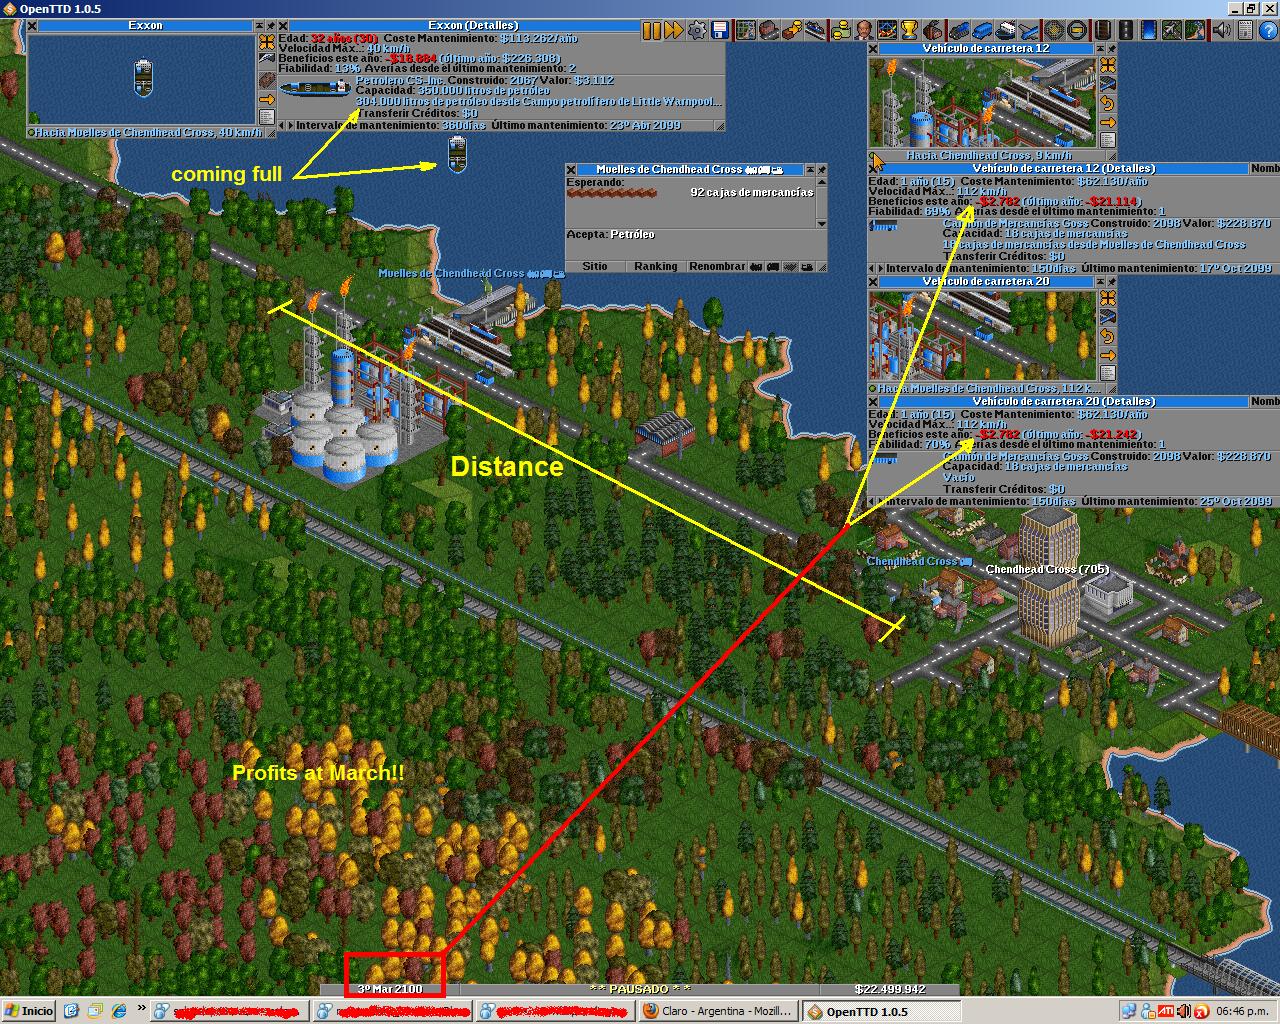 OpenTTD 1.0.5
Exxon
Exxon (Detalles)
Edad: 32 años (30) Coste Mantenimiento: $113.262/año
Velocidad Máx.: 40 km/h
Beneficios este año: -$18.884 (último año: $226.308)
Fiabilidad: 13% Averías desde el último mantenimiento: 2
Petrolero CS-Inc. Construido: 2067 Valor: $3.112
Capacidad: 350.000 litros de petróleo
304.000 litros de petróleo desde Campo petrolífero de Little Warnpool...
Transferir Créditos: $0
Intervalo de mantenimiento: 360días Último mantenimiento: 23º Abr 2099
Hacia Muelles de Chendhead Cross, 40 km/h
coming full
Muelles de Chendhead Cross
Esperando:
92 cajas de mercancías
Acepta: Petróleo
Sitio Ranking Renombrar
Vehículo de carretera 12
Hacia Chendhead Cross, 9 km/h
Vehículo de carretera 12 (Detalles) Nomb
Edad: 1 año (15) Coste Mantenimiento: $62.130/año
Velocidad Máx.: 112 km/h
Beneficios este año: -$2.782 (último año: -$21.114)
Fiabilidad: 69% Averías desde el último mantenimiento: 1
Camión de Mercancías Goss Construido: 2098 Valor: $228.870
Capacidad: 18 cajas de mercancías
18 cajas de mercancías desde Muelles de Chendhead Cross
Transferir Créditos: $0
Intervalo de mantenimiento: 150días Último mantenimiento: 17º Oct 2099
Vehículo de carretera 20
Hacia Muelles de Chendhead Cross, 112 k...
Vehículo de carretera 20 (Detalles) Nomb
Edad: 1 año (15) Coste Mantenimiento: $62.130/año
Velocidad Máx.: 112 km/h
Beneficios este año: -$2.782 (último año: -$21.242)
Fiabilidad: 70% Averías desde el último mantenimiento: 1
Camión de Mercancías Goss Construido: 2098 Valor: $228.870
Capacidad: 18 cajas de mercancías
Vacío
Transferir Créditos: $0
Intervalo de mantenimiento: 150días Último mantenimiento: 25º Oct 2099
Muelles de Chendhead Cross
Distance
Chendhead Cross
Chendhead Cross (705)
Profits at March!!
3º Mar 2100
* * PAUSADO * *
$22.499.942
Inicio
Claro - Argentina - Mozill...
OpenTTD 1.0.5
06:46 p.m.